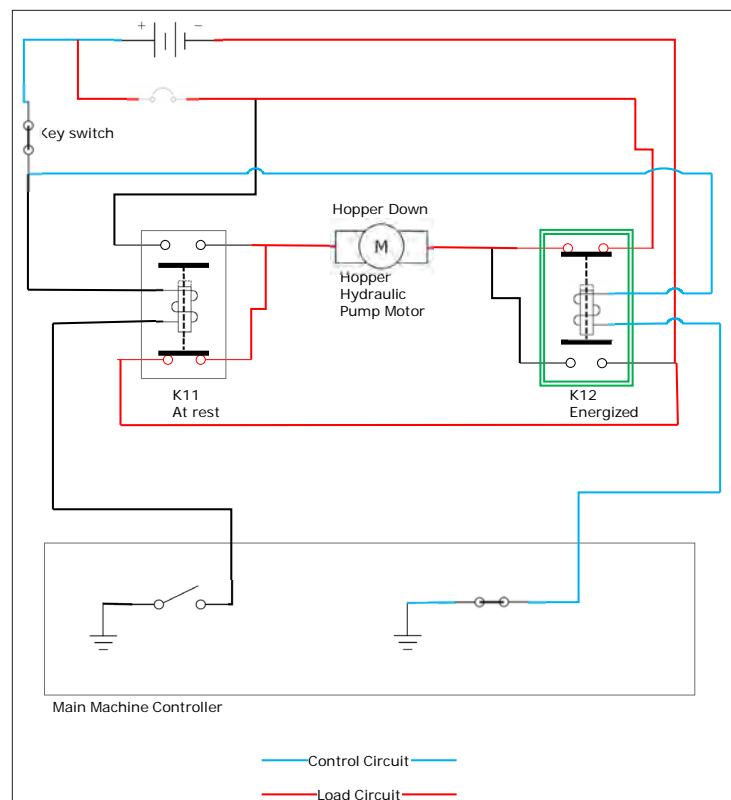 + −
Key switch
Hopper Down
M
Hopper
Hydraulic
Pump Motor
K11
At rest
K12
Energized
Main Machine Controller
Control Circuit
Load Circuit